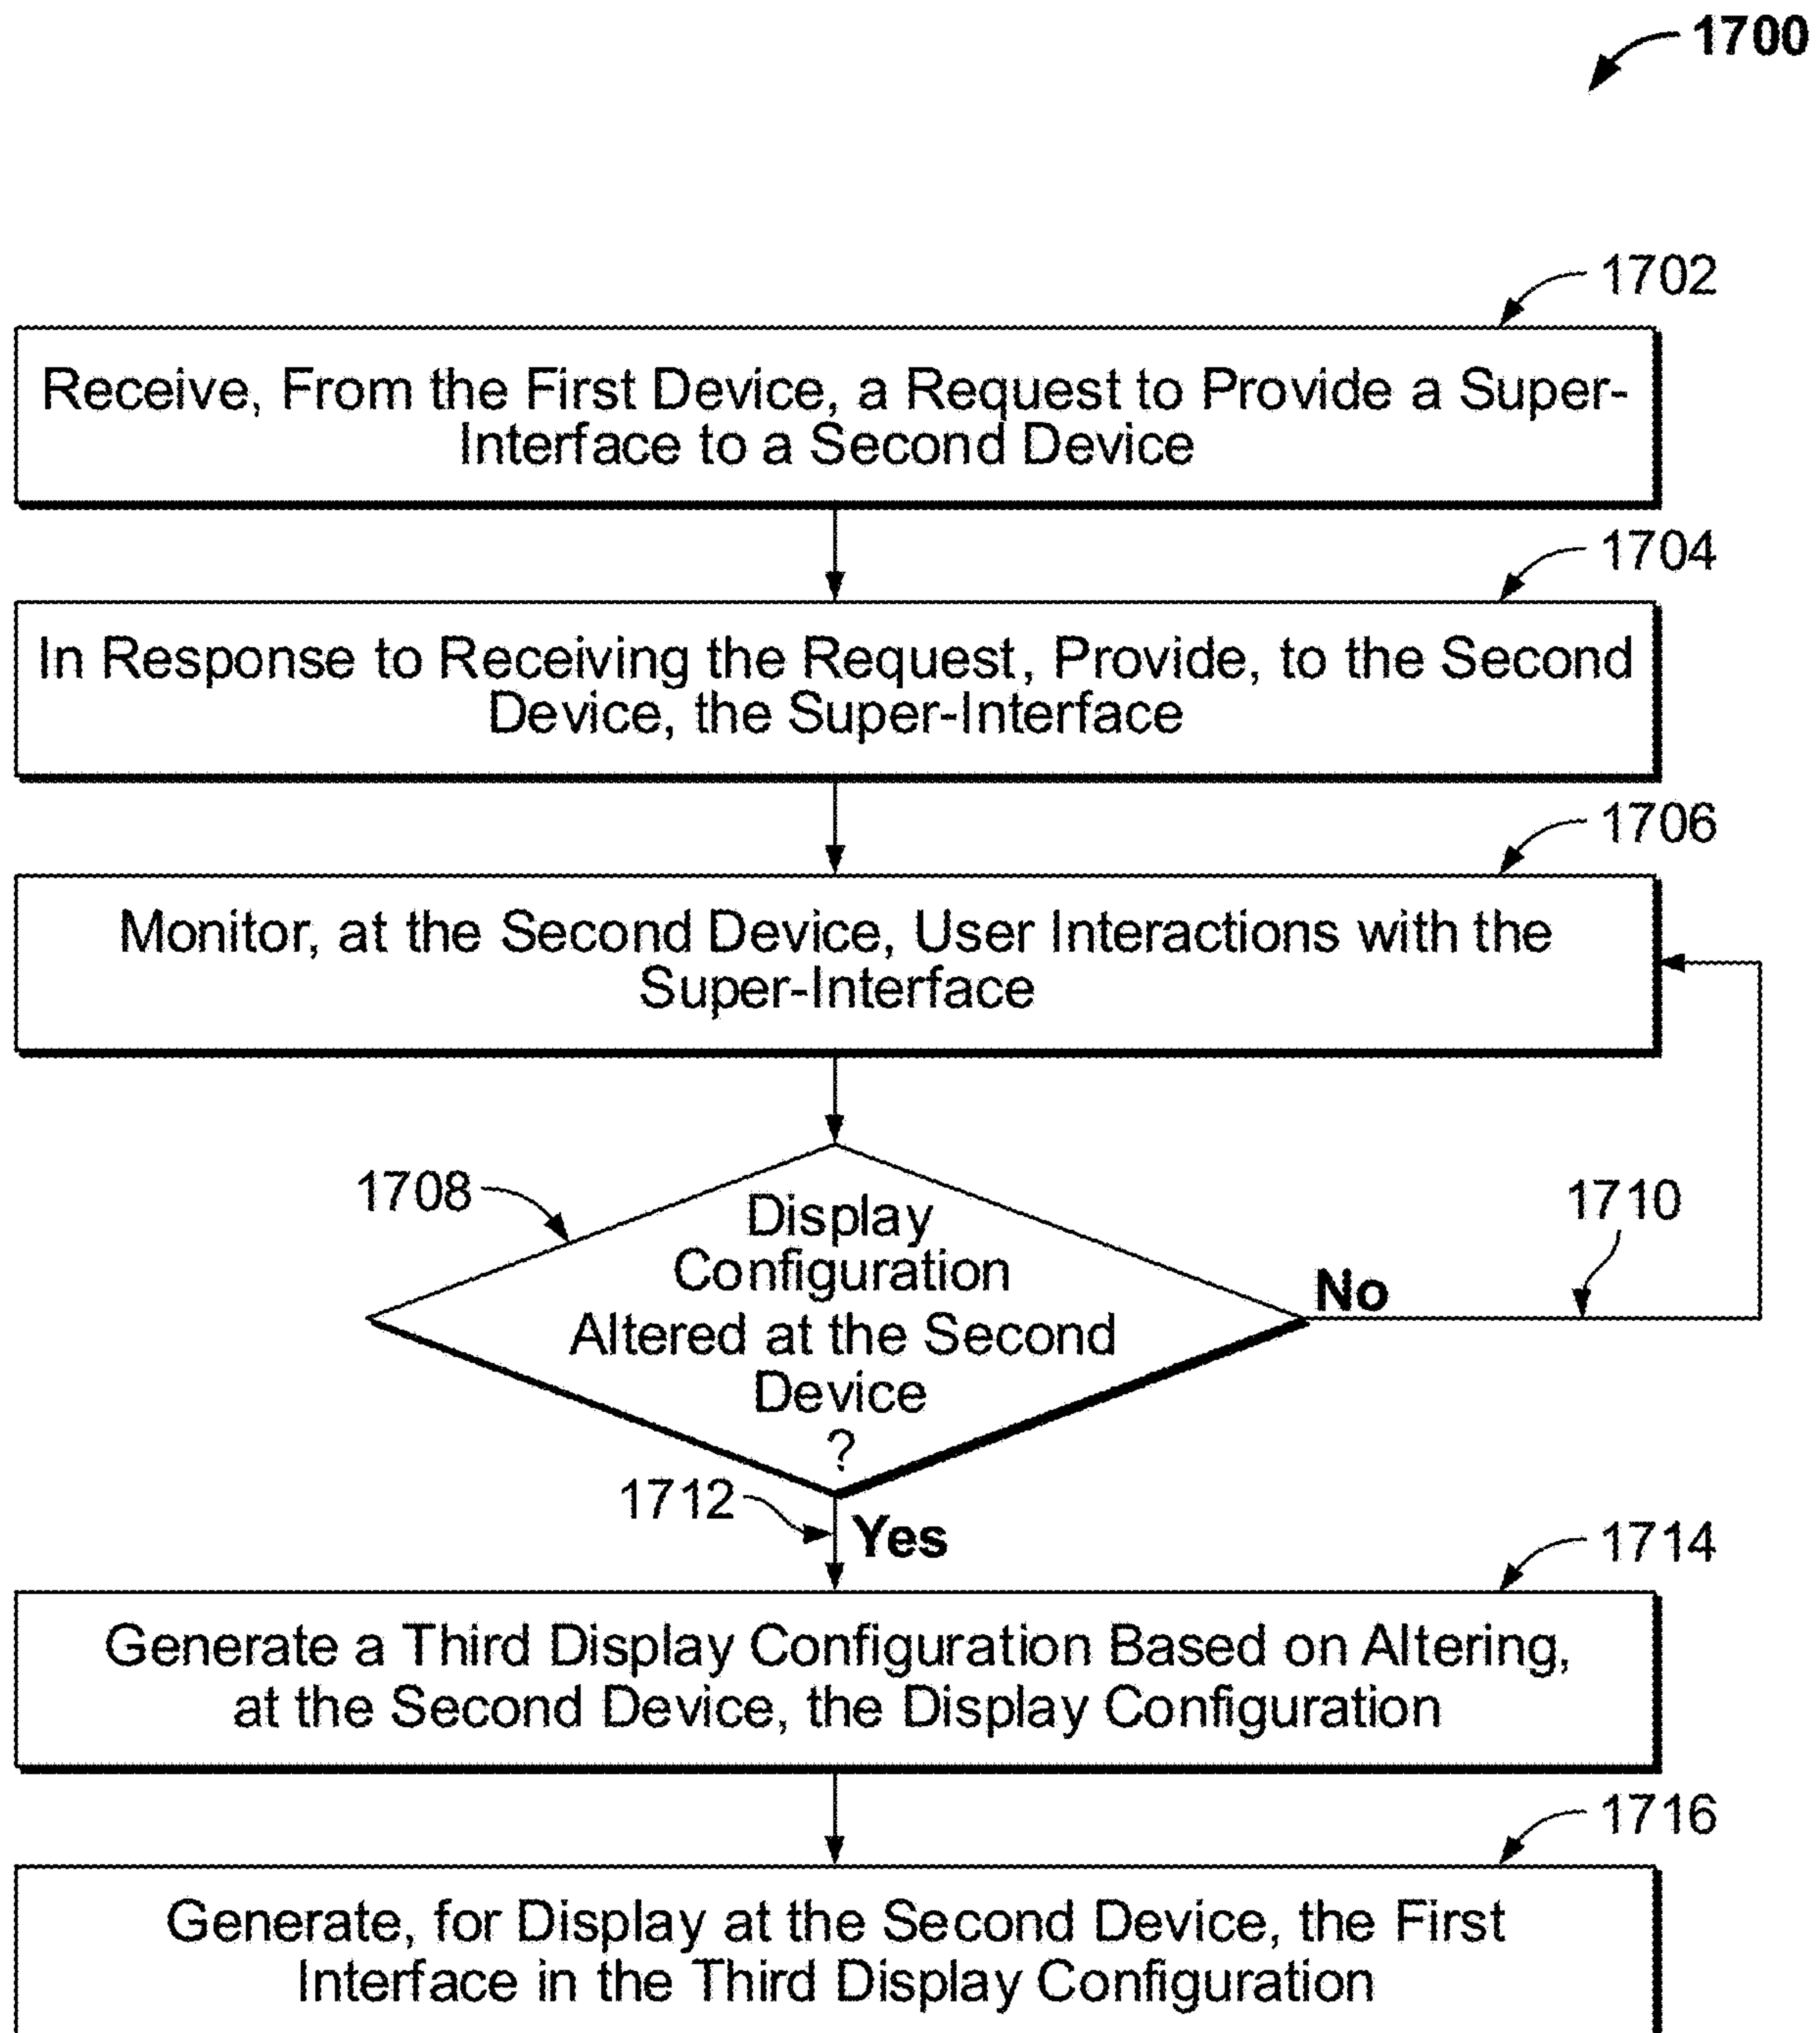 1700
1702
Receive, From the First Device, a Request to Provide a Super-
Interface to a Second Device
1704
In Response to Receiving the Request, Provide, to the Second
Device, the Super-Interface
1706
Monitor, at the Second Device, User Interactions with the
Super-Interface
1708
Display
Configuration
Altered at the Second
Device
?
1710
No
1712
Yes
1714
Generate a Third Display Configuration Based on Altering,
at the Second Device, the Display Configuration
1716
Generate, for Display at the Second Device, the First
Interface in the Third Display Configuration